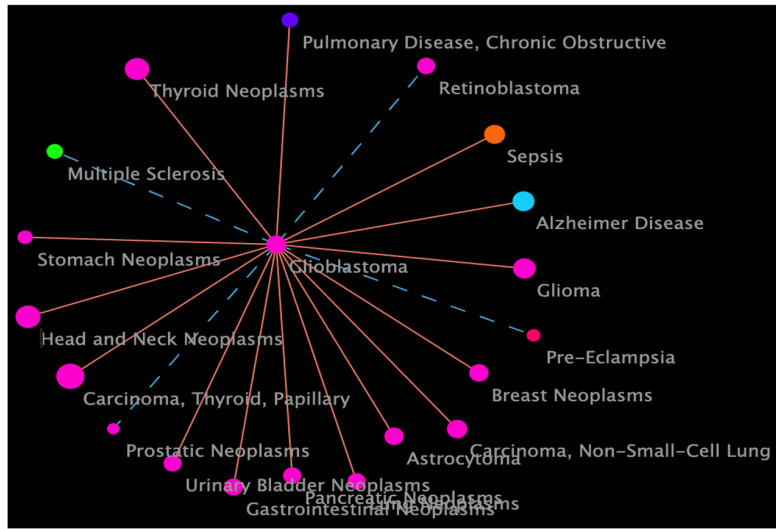 Pulmonary Disease, Chronic Obstructive
Thyroid Neoplasms
Retinoblastoma
Sepsis
Multiple Sclerosis
Alzheimer Disease
Stomach Neoplasms
Glioblastoma
Glioma
Head and Neck Neoplasms
Pre-Eclampsia
Carcinoma, Thyroid, Papillary
Breast Neoplasms
Prostatic Neoplasms
Astrocytoma
Carcinoma, Non-Small-Cell Lung
Urinary Bladder Neoplasms
Pancreatic Neoplasms
Lung Neoplasms
Gastrointestinal Neoplasms